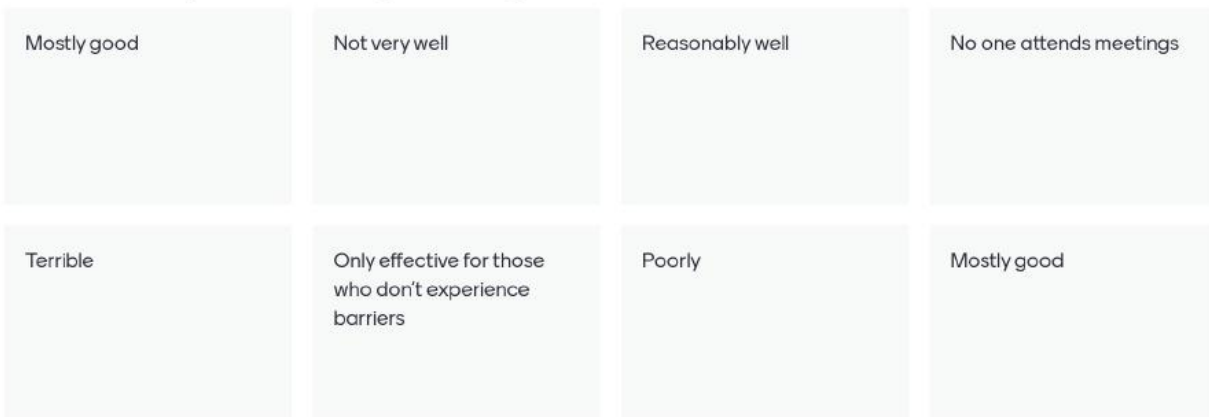 Mostly good
Not very well
Reasonably well
No one attends meetings
Terrible
Only effective for those
who don't experience
barriers
Poorly
Mostly good